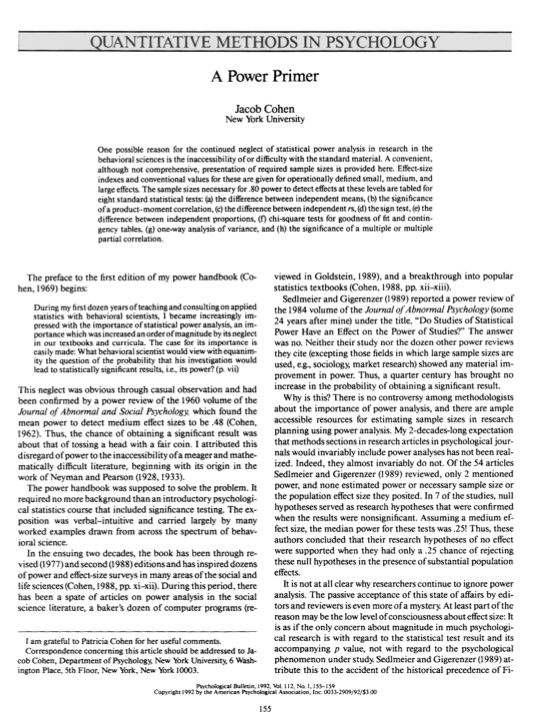 QUANTITATIVE METHODS IN PSYCHOLOGY
A Power Primer
Jacob Cohen
New York University
One possible reason for the continued neglect of statistical power analysis in research in the
behavioral sciences is the inaccessibility of or difficulty with the standard material. A convenient,
although not comprehensive, presentation of required sample sizes is provided here. Effect-size
indexes and conventional values for these are given for operationally defined small, medium, and
large effects. The sample sizes necessary for .80 power to detect effects at these levels are tabled for
eight standard statistical tests: (a) the difference between independent means, (b) the significance
of a product-moment correlation, (c) the difference between independent rs, (d) the sign test, (e) the
difference between independent proportions, (f) chi-square tests for goodness of fit and contin-
gency tables, (g) one-way analysis of variance, and (h) the significance of a multiple or multiple
partial correlation.
The preface to the first edition of my power handbook (Co-
hen, 1969) begins:
During my first dozen years of teaching and consulting on applied
statistics with behavioral scientists, I became increasingly im-
pressed with the importance of statistical power analysis, an im-
portance which was increased an order of magnitude by its neglect
in our textbooks and curricula. The case for its importance is
easily made: What behavioral scientist would view with equanim-
ity the question of the probability that his investigation would
lead to statistically significant results, i.e., its power? (p. vii)
This neglect was obvious through casual observation and had
been confirmed by a power review of the 1960 volume of the
Journal of Abnormal and Social Psychology, which found the
mean power to detect medium effect sizes to be .48 (Cohen,
1962). Thus, the chance of obtaining a significant result was
about that of tossing a head with a fair coin. I attributed this
disregard of power to the inaccessibility of a meager and mathe-
matically difficult literature, beginning with its origin in the
work of Neyman and Pearson (1928, 1933).
The power handbook was supposed to solve the problem. It
required no more background than an introductory psychologi-
cal statistics course that included significance testing. The ex-
position was verbal-intuitive and carried largely by many
worked examples drawn from across the spectrum of behav-
ioral science.
In the ensuing two decades, the book has been through re-
vised (1977) and second (1988) editions and has inspired dozens
of power and effect-size surveys in many areas of the social and
life sciences (Cohen, 1988, pp. xi-xii). During this period, there
has been a spate of articles on power analysis in the social
science literature, a baker's dozen of computer programs (re-
I am grateful to Patricia Cohen for her useful comments.
Correspondence concerning this article should be addressed to Ja-
cob Cohen, Department of Psychology, New York University, 6 Wash-
ington Place, 5th Floor, New York, New York 10003.
viewed in Goldstein, 1989), and a breakthrough into popular
statistics textbooks (Cohen, 1988, pp. xii-xiii).
Sedlmeier and Gigerenzer (1989) reported a power review of
the 1984 volume of the Journal of Abnormal Psychology (some
24 years after mine) under the title, "Do Studies of Statistical
Power Have an Effect on the Power of Studies?" The answer
was no. Neither their study nor the dozen other power reviews
they cite (excepting those fields in which large sample sizes are
used, e.g., sociology, market research) showed any material im-
provement in power. Thus, a quarter century has brought no
increase in the probability of obtaining a significant result.
Why is this? There is no controversy among methodologists
about the importance of power analysis, and there are ample
accessible resources for estimating sample sizes in research
planning using power analysis. My 2-decades-long expectation
that methods sections in research articles in psychological jour-
nals would invariably include power analyses has not been real-
ized. Indeed, they almost invariably do not. Of the 54 articles
Sedlmeier and Gigerenzer (1989) reviewed, only 2 mentioned
power, and none estimated power or necessary sample size or
the population effect size they posited. In 7 of the studies, null
hypotheses served as research hypotheses that were confirmed
when the results were nonsignificant. Assuming a medium ef-
fect size, the median power for these tests was .25! Thus, these
authors concluded that their research hypotheses of no effect
were supported when they had only a .25 chance of rejecting
these null hypotheses in the presence of substantial population
effects.
It is not at all clear why researchers continue to ignore power
analysis. The passive acceptance of this state of affairs by edi-
tors and reviewers is even more of a mystery. At least part of the
reason may be the low level of consciousness about effect size: It
is as if the only concern about magnitude in much psychologi-
cal research is with regard to the statistical test result and its
accompanying p value, not with regard to the psychological
phenomenon under study. Sedlmeier and Gigerenzer (1989) at-
tribute this to the accident of the historical precedence of Fi-
Psychological Bulletin, 1992, Vol. 112, No. 1, 155-159
Copyright 1992 by the American Psychological Association, Inc. 0033-2909/92/$3.00
155